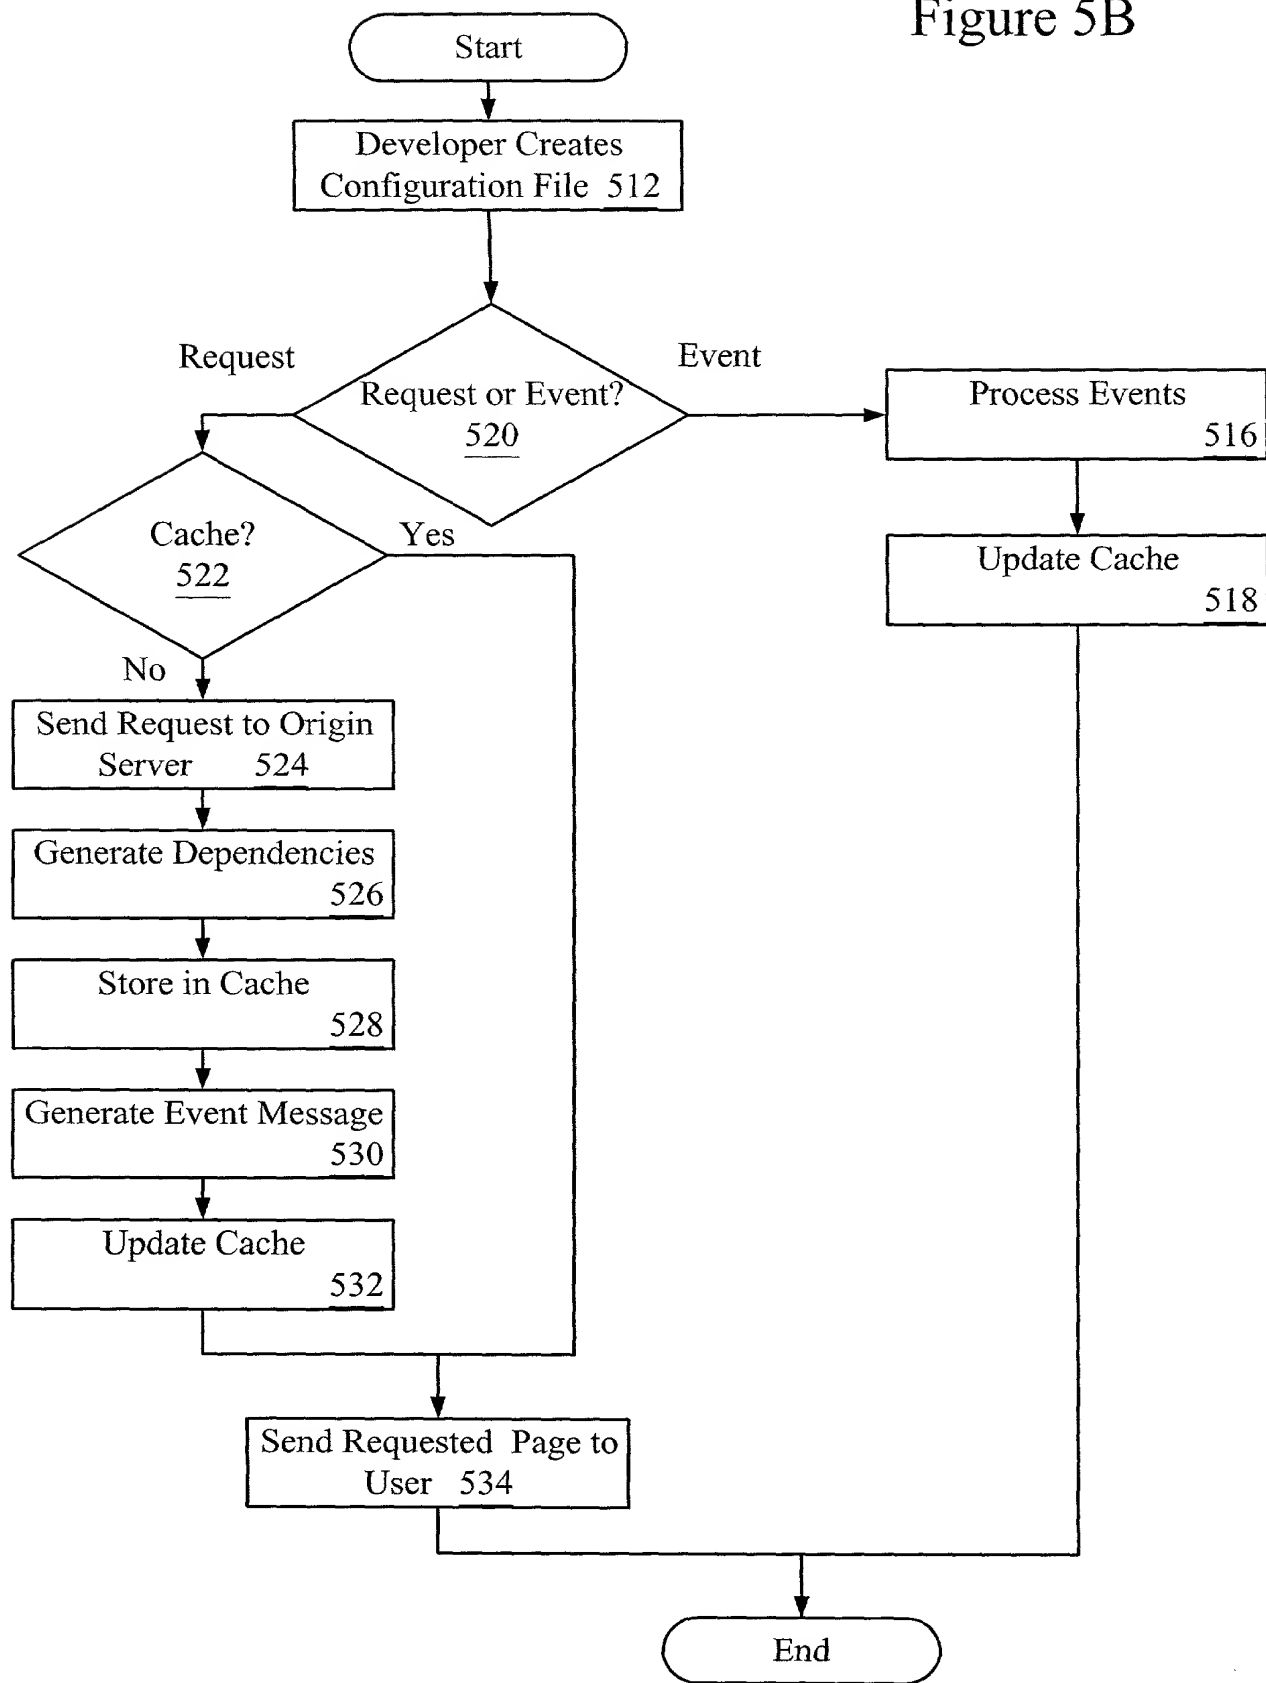 Figure 5B
Start
Developer Creates
Configuration File 512
Request
Event
Request or Event?
520
Process Events
516
Cache?
522
Yes
Update Cache
518
No
Send Request to Origin
Server 524
Generate Dependencies
526
Store in Cache
528
Generate Event Message
530
Update Cache
532
Send Requested Page to
User 534
End